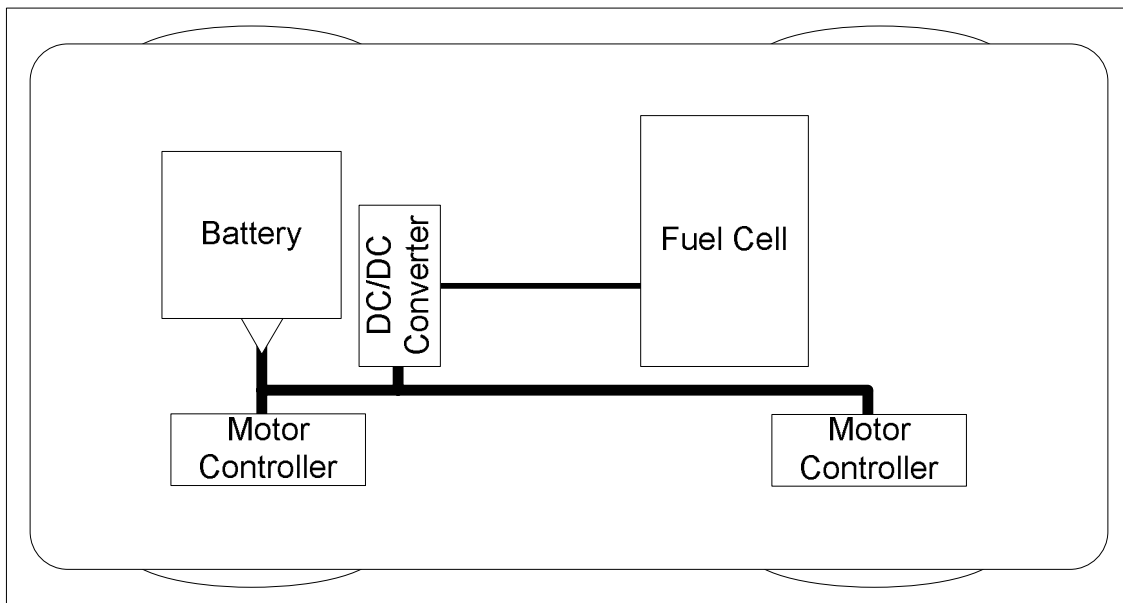 Battery
DC/DC
Converter
Fuel Cell
Motor
Controller
Motor
Controller